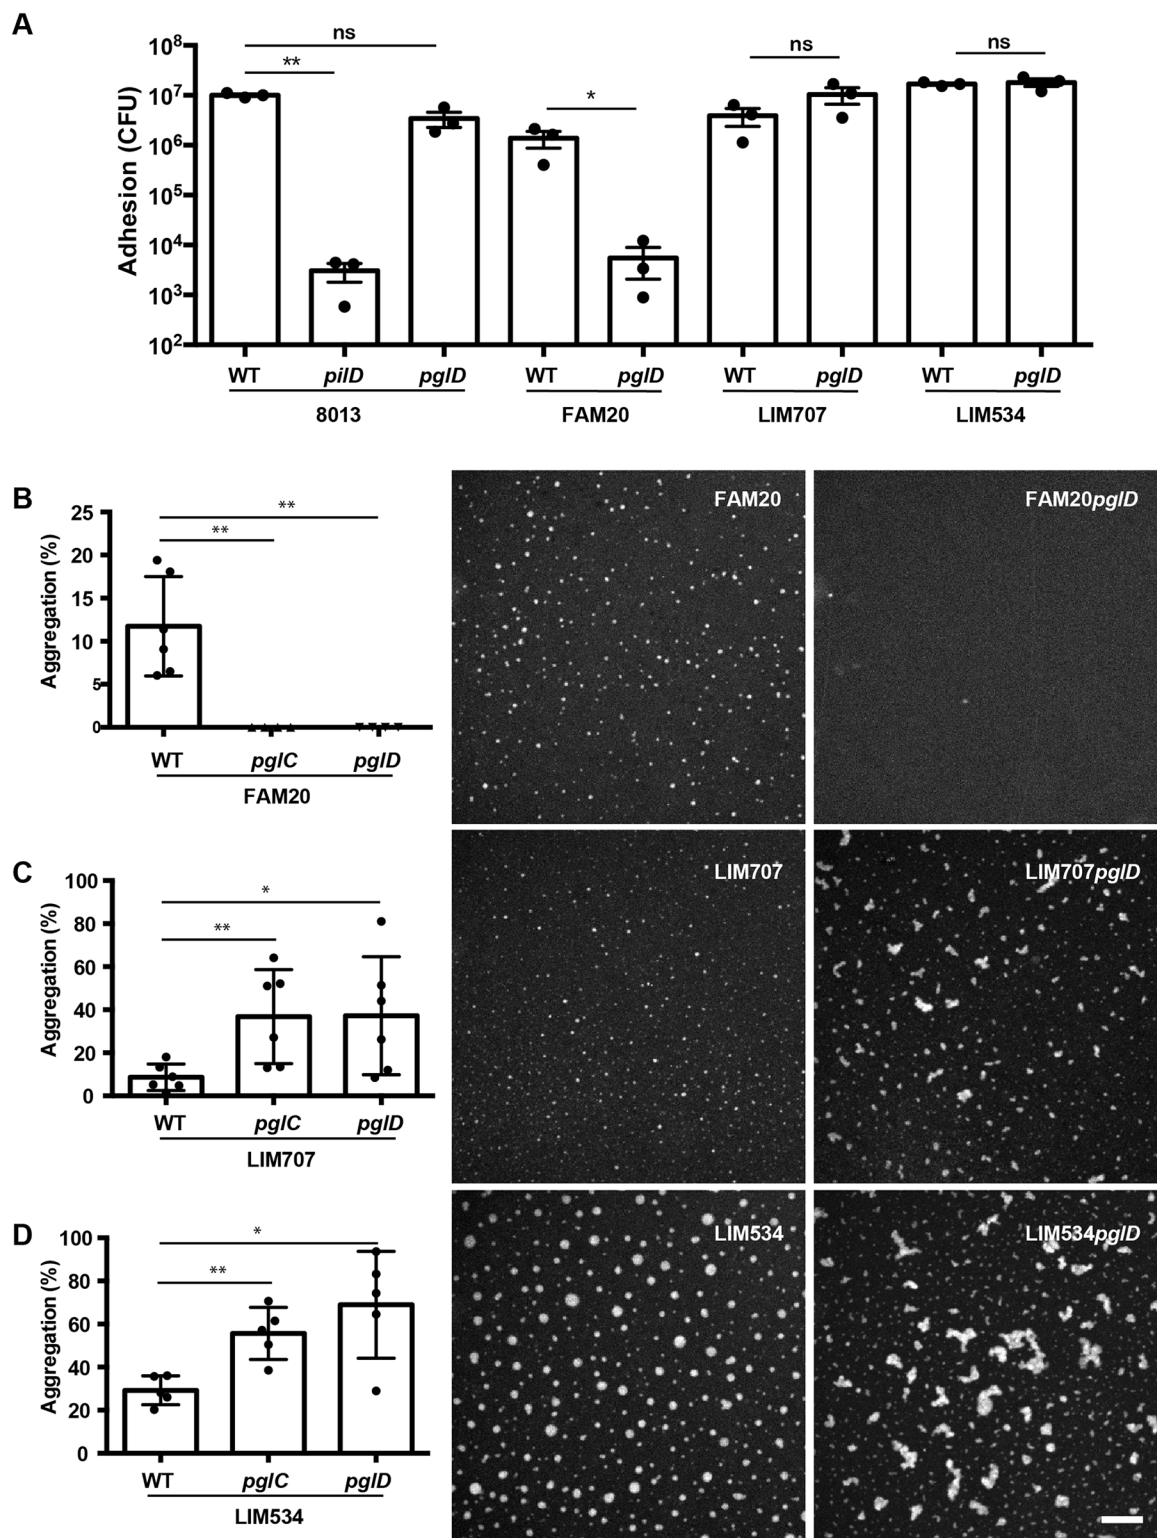 A
ns
**
*
ns
ns
Adhesion (CFU)
10⁸
10⁷
10⁶
10⁵
10⁴
10³
10²
WT pilD pglD WT pglD WT pglD WT pglD
8013 FAM20 LIM707 LIM534
B
Aggregation (%)
25
20
15
10
5
0
**
**
WT pglC pglD
FAM20
FAM20
FAM20pglD
C
Aggregation (%)
100
80
60
40
20
0
*
**
WT pglC pglD
LIM707
LIM707
LIM707pglD
D
Aggregation (%)
100
80
60
40
20
0
*
**
WT pglC pglD
LIM534
LIM534
LIM534pglD